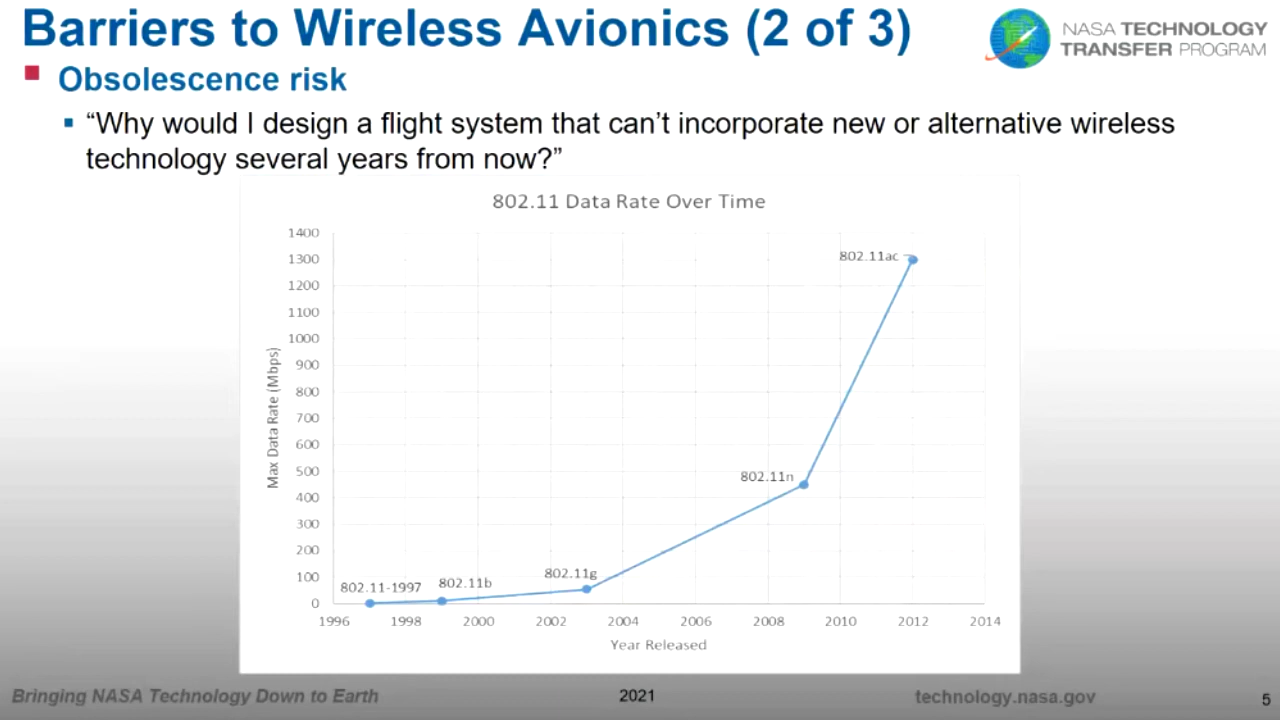 Barriers to Wireless Avionics (2 of 3)
NASA TECHNOLOGY
TRANSFER PROGRAM
Obsolescence risk
“Why would I design a flight system that can’t incorporate new or alternative wireless
technology several years from now?”
802.11 Data Rate Over Time
1400
1300
1200
1100
1000
900
800
700
600
500
400
300
200
100
0
Max Data Rate (Mbps)
802.11-1997
802.11b
802.11g
802.11n
802.11ac
1996 1998 2000 2002 2004 2006 2008 2010 2012 2014
Year Released
Bringing NASA Technology Down to Earth
2021
technology.nasa.gov
5